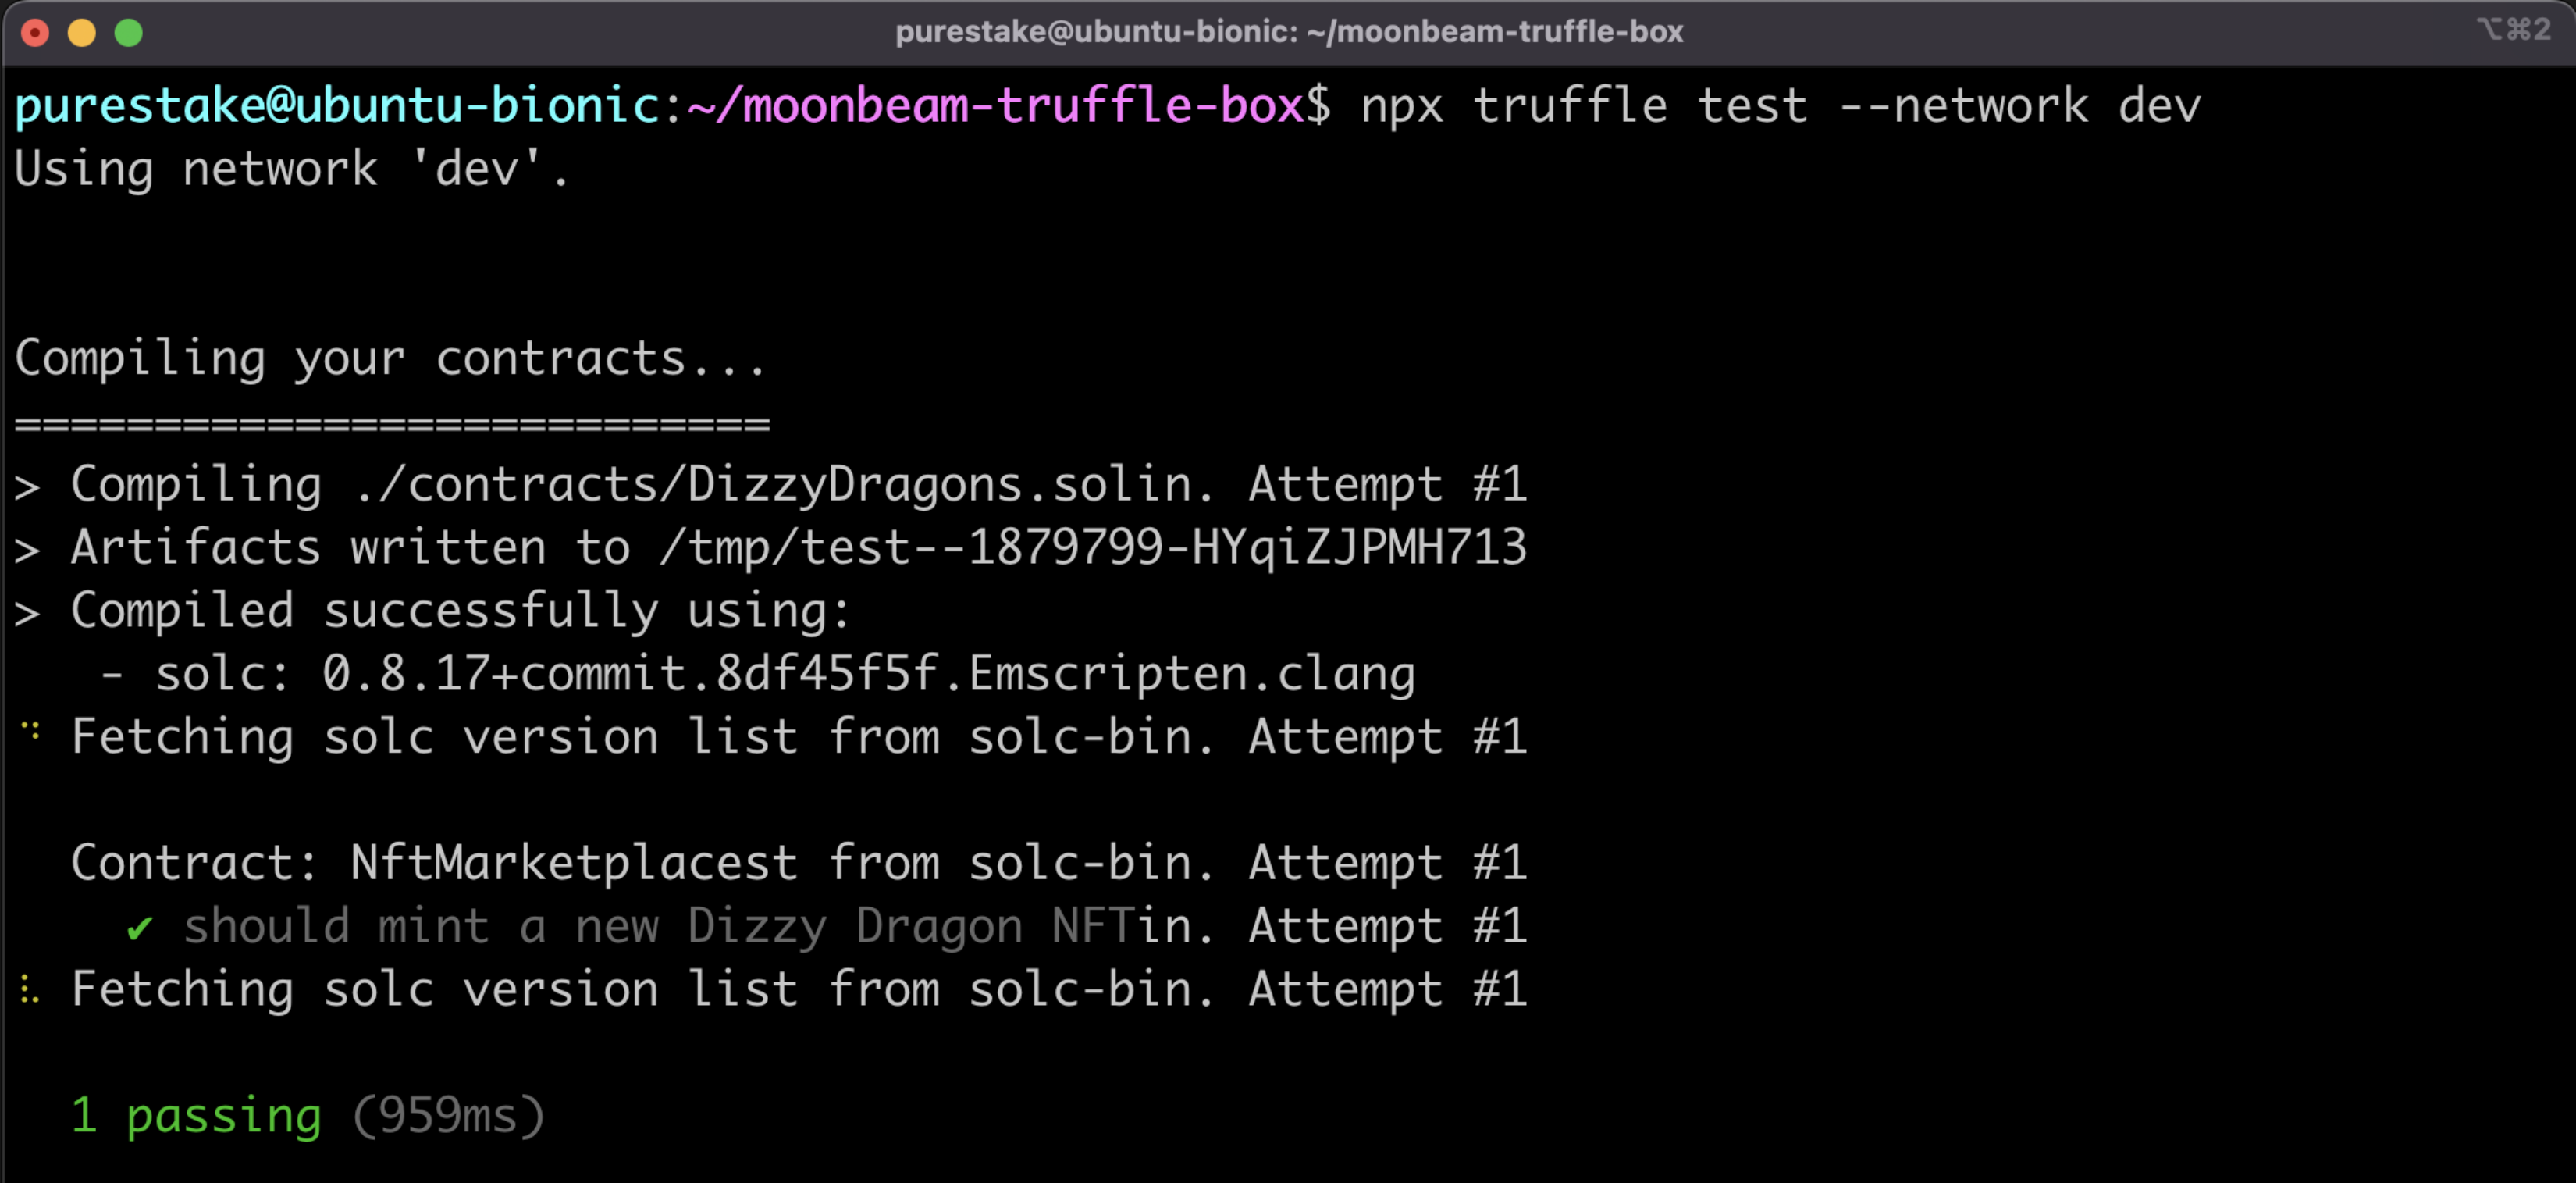 purestake@ubuntu-bionic: ~/moonbeam-truffle-box ⌥⌘2
purestake@ubuntu-bionic:~/moonbeam-truffle-box$ npx truffle test --network dev
Using network 'dev'.
Compiling your contracts...
===========================
> Compiling ./contracts/DizzyDragons.solin. Attempt #1
> Artifacts written to /tmp/test--1879799-HYqiZJPMH713
> Compiled successfully using:
- solc: 0.8.17+commit.8df45f5f.Emscripten.clang
⠙ Fetching solc version list from solc-bin. Attempt #1
Contract: NftMarketplacest from solc-bin. Attempt #1
✔ should mint a new Dizzy Dragon NFTin. Attempt #1
⠧ Fetching solc version list from solc-bin. Attempt #1
1 passing (959ms)